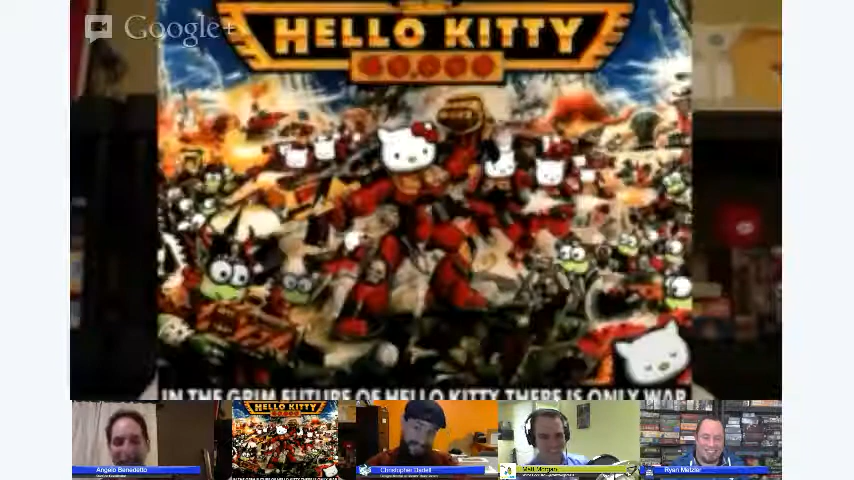 Google+
HELLO KITTY
40,000
IN THE GRIM FUTURE OF HELLO KITTY THERE IS ONLY WAR
HELLO KITTY
Angelo Benedetto
Christopher Dadell
Matt Morgan
Ryan Metzler